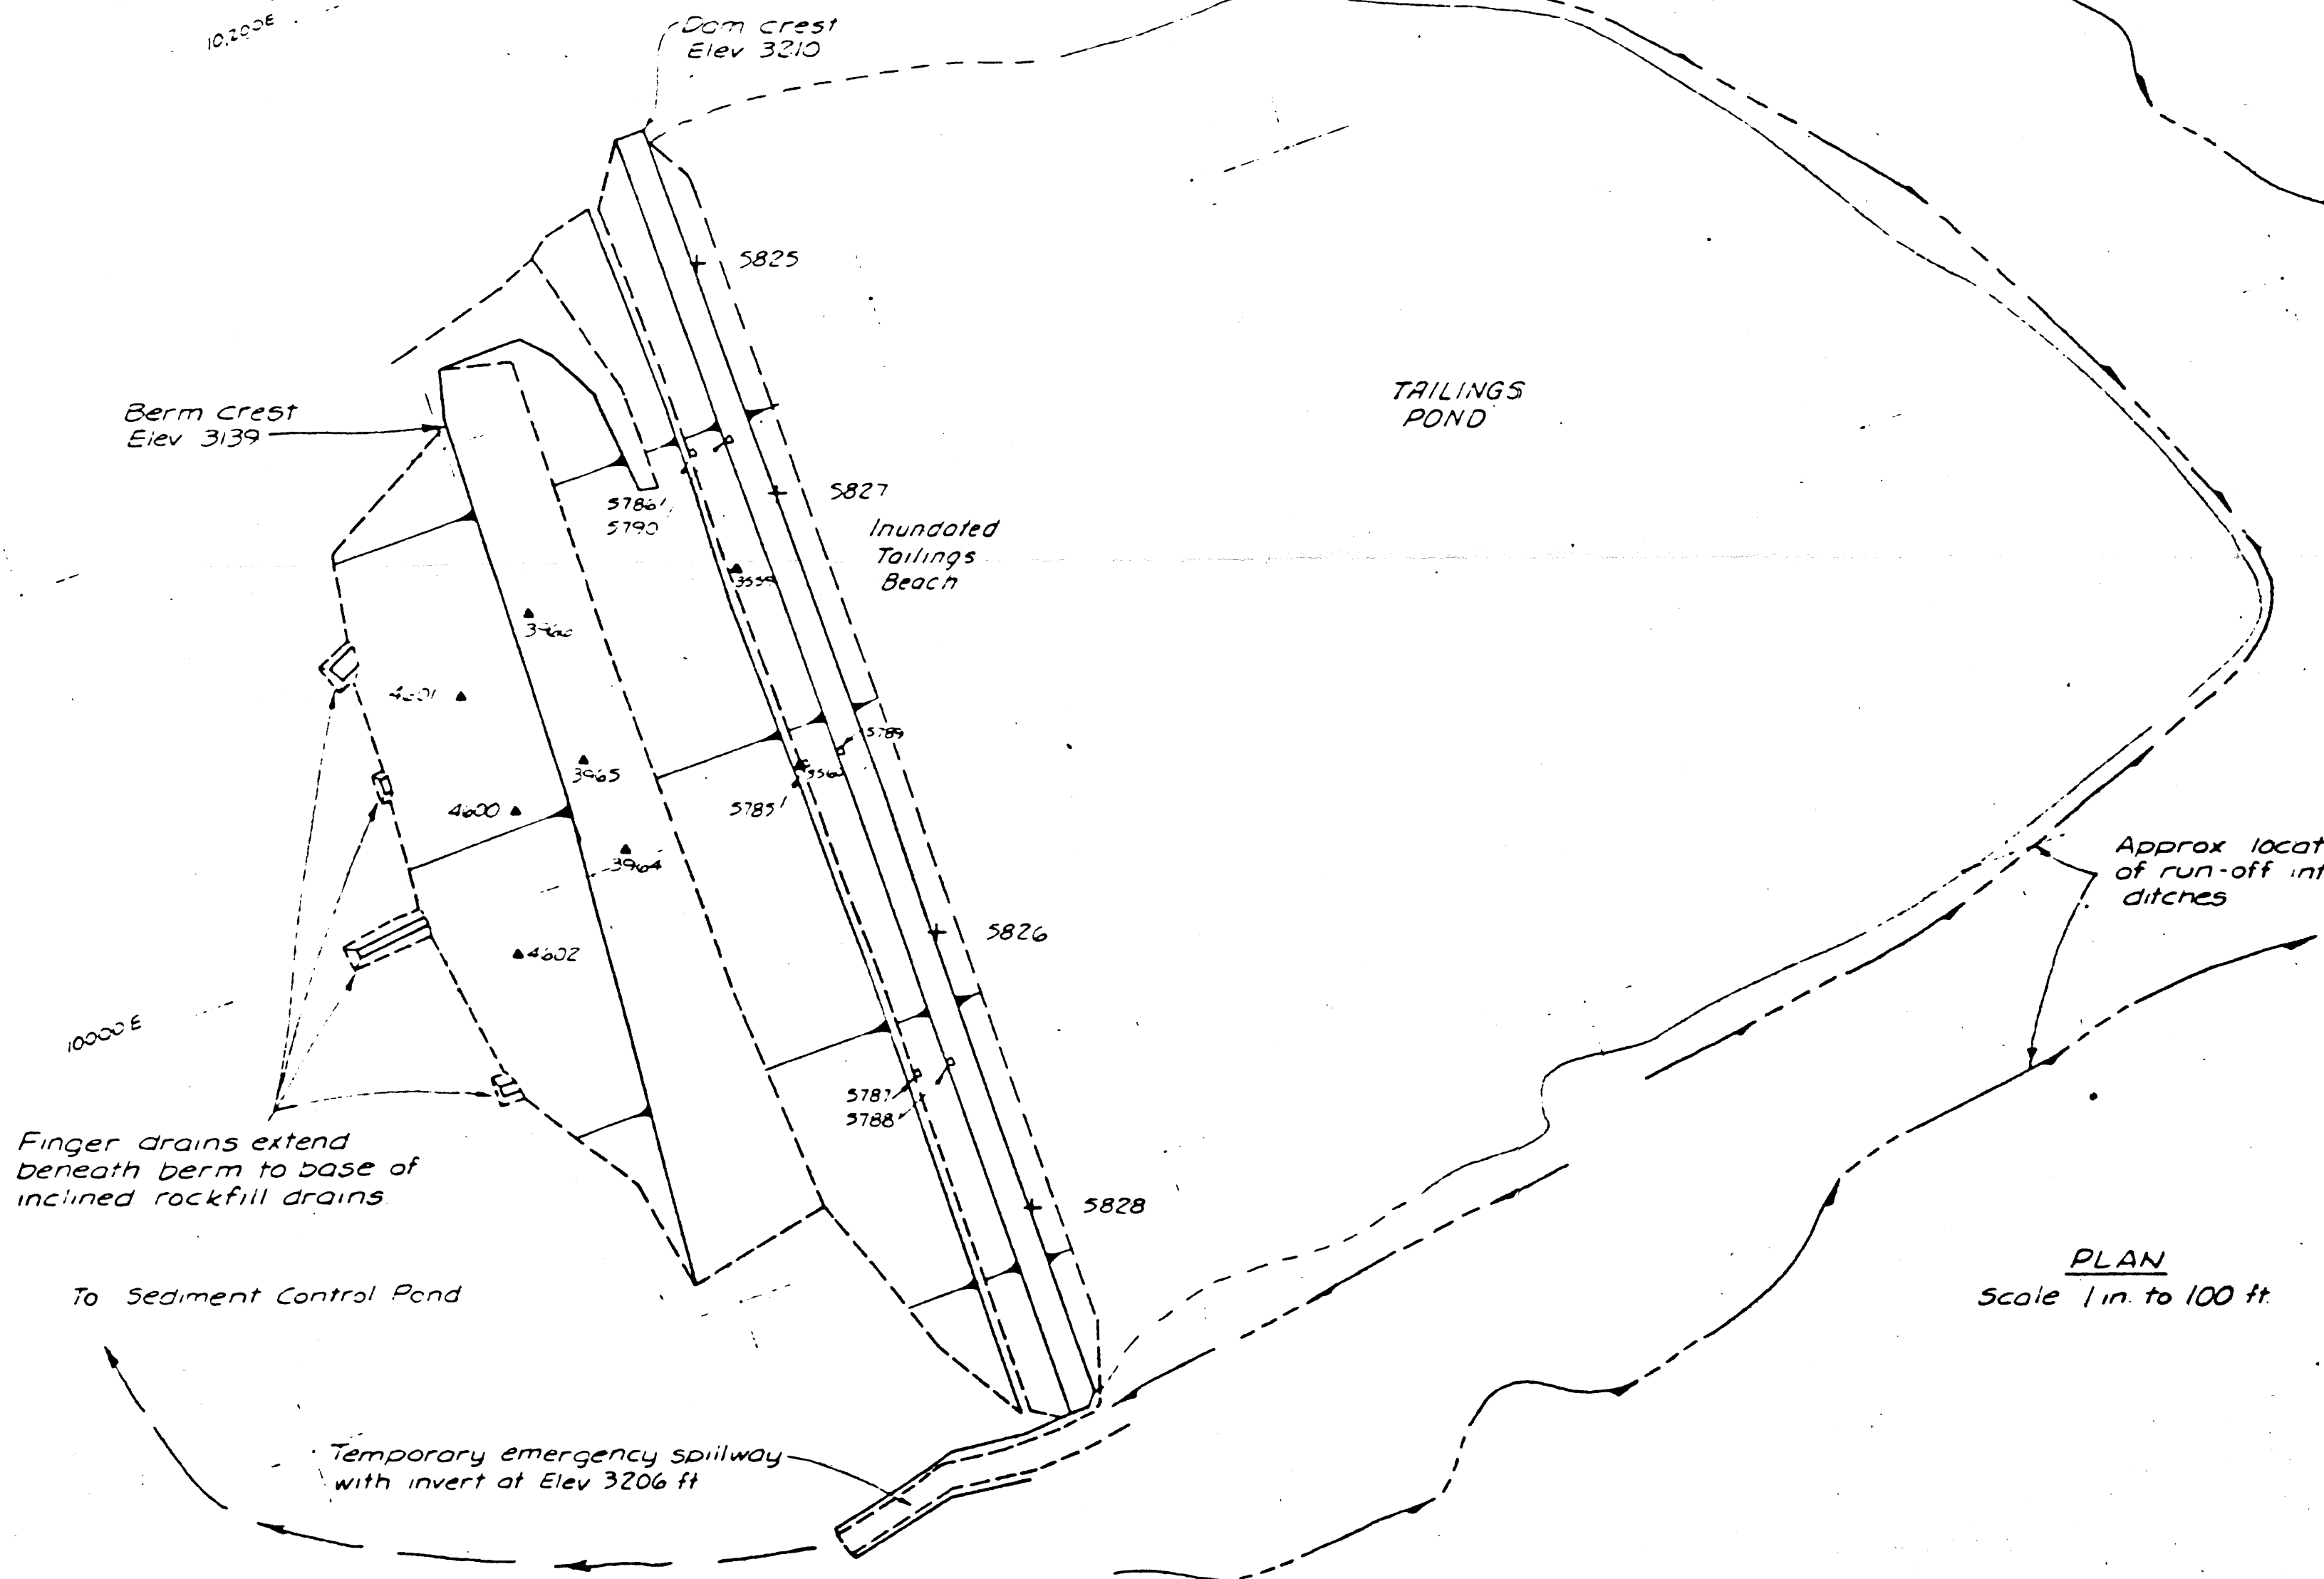 10,200E
Dam crest
Elev 3210
5825
TAILINGS
POND
Berm crest
Elev 3139
5827
5786
5790
Inundated
Tailings
Beach
3559
4601
5789
3965
5785
4600
3964
Approx locat
of run-off int
ditches
5826
4602
10000E
5787
5788
Finger drains extend
beneath berm to base of
inclined rockfill drains.
5828
PLAN
Scale 1 in. to 100 ft.
To Sediment Control Pond
Temporary emergency spillway
with invert at Elev 3206 ft